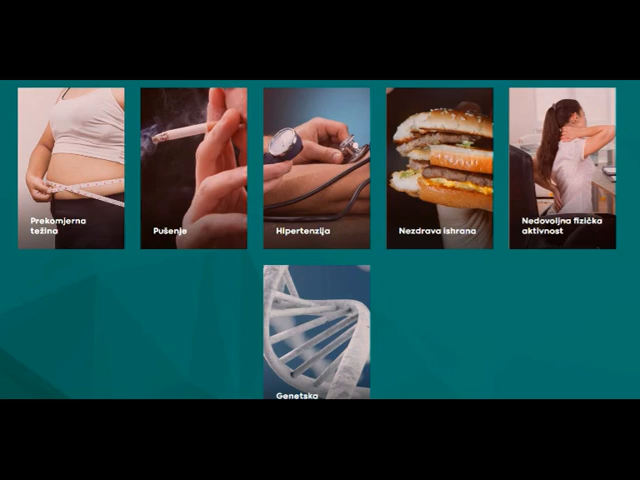 Prekomjerna
težina
Pušenje
Hipertenzija
Nezdrava ishrana
Nedovoljna fizička
aktivnost
Genetska